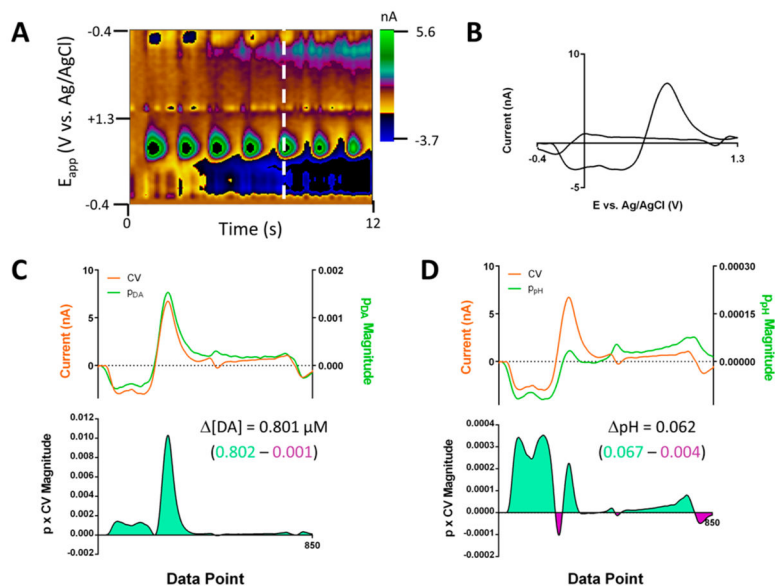 A
-0.4
+1.3
-0.4
E_app (V vs. Ag/AgCl)
0
Time (s)
12
nA
5.6
-3.7
B
10
-5
-0.4
1.3
Current (nA)
E vs. Ag/AgCl (V)
C
CV
p_DA
10
5
0
Current (nA)
0.002
0.001
0.000
p_DA Magnitude
0.012
0.010
0.008
0.006
0.004
0.002
0.000
-0.002
p x CV Magnitude
Δ[DA] = 0.801 µM
(0.802 – 0.001)
850
Data Point
D
CV
p_pH
10
5
0
Current (nA)
0.00030
0.00015
0.00000
p_pH Magnitude
0.0004
0.0003
0.0002
0.0001
0.0000
-0.0001
-0.0002
p x CV Magnitude
ΔpH = 0.062
(0.067 – 0.004)
850
Data Point